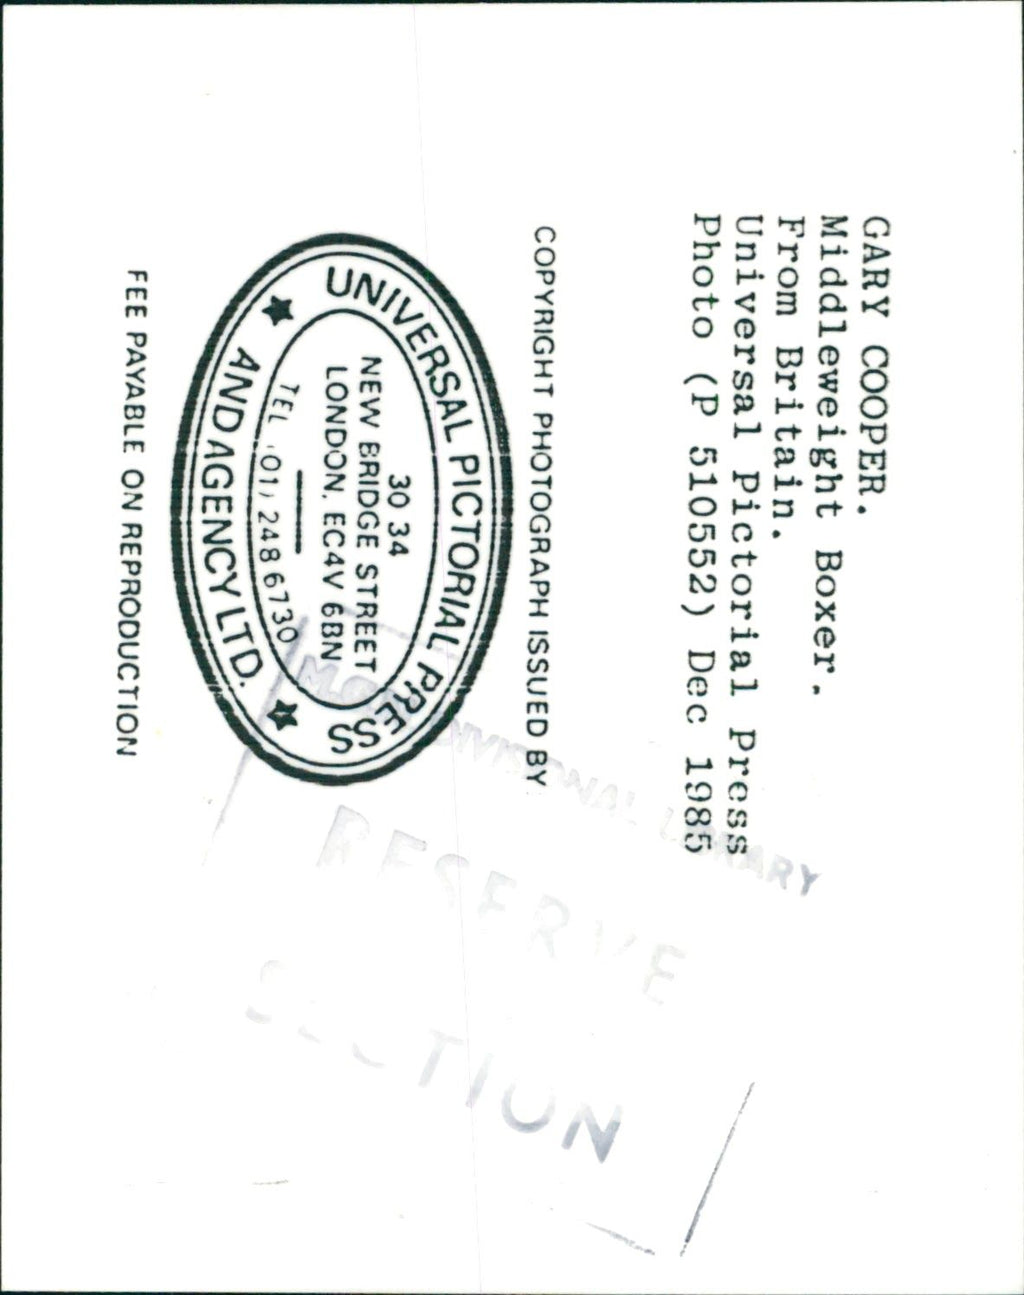 GARY COOPER.
Middleweight Boxer.
From Britain.
Universal Pictorial Press
Photo (P 510552) Dec 1985
COPYRIGHT PHOTOGRAPH ISSUED BY
UNIVERSAL PICTORIAL PRESS
30 34
NEW BRIDGE STREET
LONDON. EC4V 6BN
TEL (01) 248 6730
AND AGENCY LTD.
FEE PAYABLE ON REPRODUCTION
DIVISIONAL LIBRARY
RESERVE
SECTION